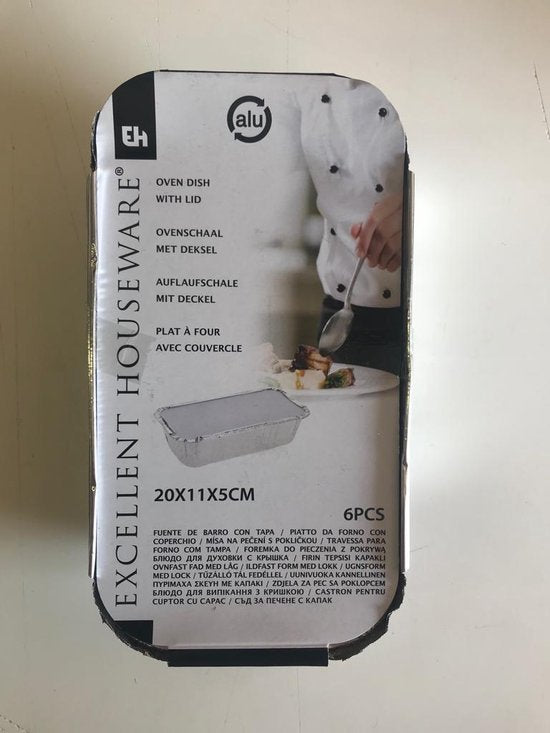 EH
alu
EXCELLENT HOUSEWARE®
OVEN DISH
WITH LID
OVENSCHAAL
MET DEKSEL
AUFLAUFSCHALE
MIT DECKEL
PLAT À FOUR
AVEC COUVERCLE
20X11X5CM
6PCS
FUENTE DE BARRO CON TAPA / PIATTO DA FORNO CON
COPERCHIO / MÍSA NA PEČENÍ S POKLIČKOU / TRAVESSA PARA
FORNO COM TAMPA / FOREMKA DO PIECZENIA Z POKRYWĄ
БЛЮДО ДЛЯ ДУХОВКИ С КРЫШКА / FIRIN TEPSISI KAPAKLI
OVNFAST FAD MED LÅG / ILDFAST FORM MED LOKK / UGNSFORM
MED LOCK / TŰZÁLLÓ TÁL FEDÉLLEL / UUNIVUOKA KANNELLINEN
ΠΥΡΙΜΑΧΑ ΣΚΕΥΗ ΜΕ ΚΑΠΑΚΙ / ZDJELA ZA PEC SA POKLOPCEM
БЛЮДО ДЛЯ ВИПІКАННЯ З КРИШКОЮ / CASTRON PENTRU
CUPTOR CU CAPAC / СЪД ЗА ПЕЧЕНЕ С КАПАК